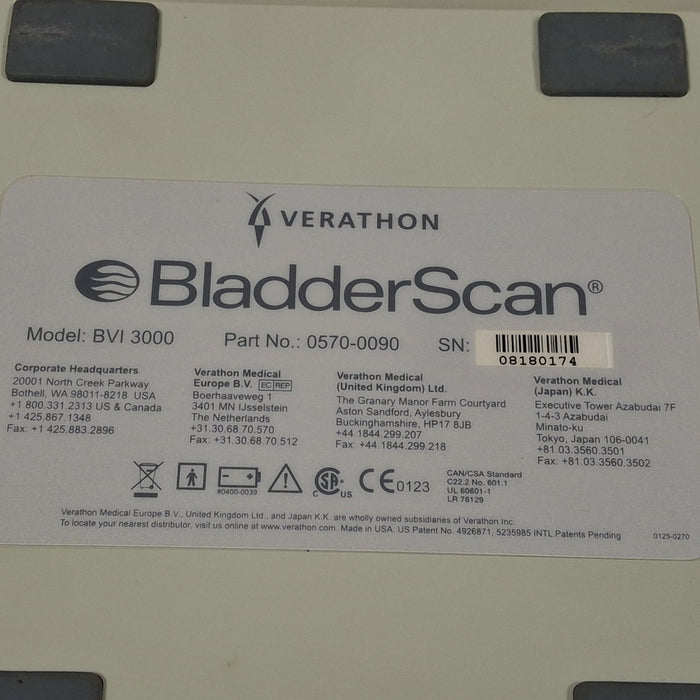 VERATHON
BladderScan®
Model: BVI 3000 Part No.: 0570-0090 SN: 08180174
Corporate Headquarters
20001 North Creek Parkway
Bothell, WA 98011-8218 USA
+1 800.331.2313 US & Canada
+1 425.867.1348
Fax: +1 425.883.2896
Verathon Medical
Europe B.V. EC REP
Boerhaaveweg 1
3401 MN IJsselstein
The Netherlands
+31.30.68 70.570
Fax: +31.30.68 70 512
Verathon Medical
(United Kingdom) Ltd.
The Granary Manor Farm Courtyard
Aston Sandford, Aylesbury
Buckinghamshire, HP17 8JB
+44.1844.299.207
Fax: +44.1844.299.218
Verathon Medical
(Japan) K.K.
Executive Tower Azabudai 7F
1-4-3 Azabudai
Minato-ku
Tokyo, Japan 106-0041
+81.03.3560.3501
Fax: +81.03.3560.3502
#0400-0039
C SA US
CE 0123
CAN/CSA Standard
C22.2 No. 601.1
UL 60601-1
LR 76129
Verathon Medical Europe B.V., United Kingdom Ltd., and Japan K.K. are wholly owned subsidiaries of Verathon Inc.
To locate your nearest distributor, visit us online at www.verathon.com. Made in USA. US Patent No. 4926871, 5235985 INTL Patents Pending
0125-0270